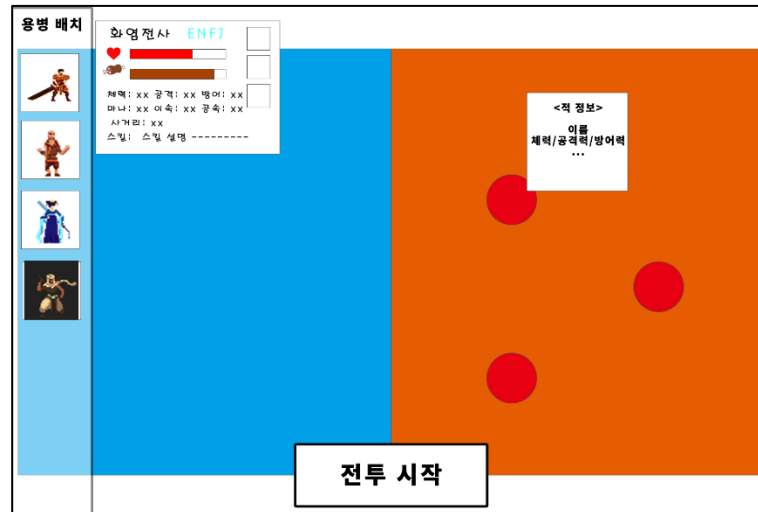 용병 배치
화염전사 ENFJ
체력: xx 공격: xx 방어: xx
마나: xx 이속: xx 공속: xx
사거리: xx
스킬: 스킬 설명 ---------
<적 정보>
이름
체력/공격력/방어력
...
전투 시작